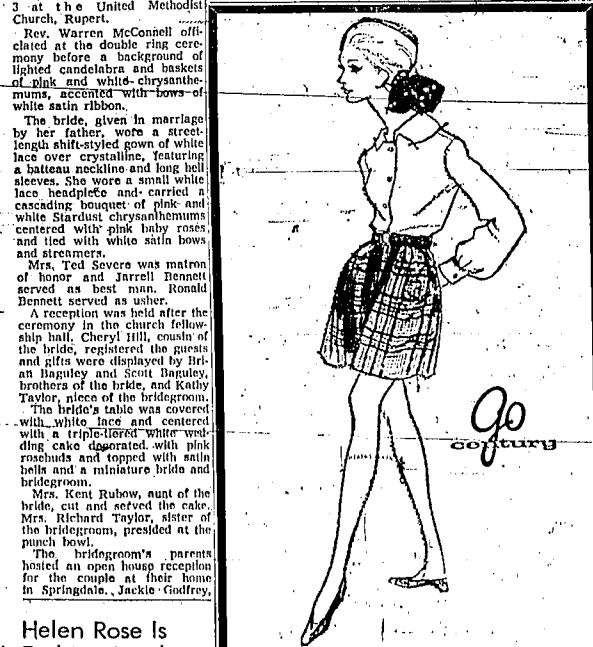 3 at the United Methodist
Church, Rupert.
Rev. Warren McConnell offi-
ciated at the double ring cere-
mony before a background of
lighted candelabra and baskets
of pink and white chrysanthe-
mums, accented with bows of
white satin ribbon.
The bride, given in marriage
by her father, wore a street-
length shift-styled gown of white
lace over crystalline, featuring
a batteau neckline and long bell
sleeves. She wore a small white
lace headpiece and carried a
cascading bouquet of pink and
white Stardust chrysanthemums
centered with pink baby roses
and tied with white satin bows
and streamers.
Mrs. Ted Severe was matron
of honor and Jarrell Bennett
served as best man. Ronald
Bennett served as usher.
A reception was held after the
ceremony in the church fellow-
ship hall. Cheryl Hill, cousin of
the bride, registered the guests
and gifts were displayed by Bri-
an Baguley and Scott Baguley,
brothers of the bride, and Kathy
Taylor, niece of the bridegroom.
The bride's table was covered
with white lace and centered
with a triple-tiered white wed-
ding cake decorated with pink
rosebuds and topped with satin
bells and a miniature bride and
bridegroom.
Mrs. Kent Rubow, aunt of the
bride, cut and served the cake.
Mrs. Richard Taylor, sister of
the bridegroom, presided at the
punch bowl.
The bridegroom's parents
hosted an open house reception
for the couple at their home
in Springdale. Jackie Godfrey,
Helen Rose Is
go
contury